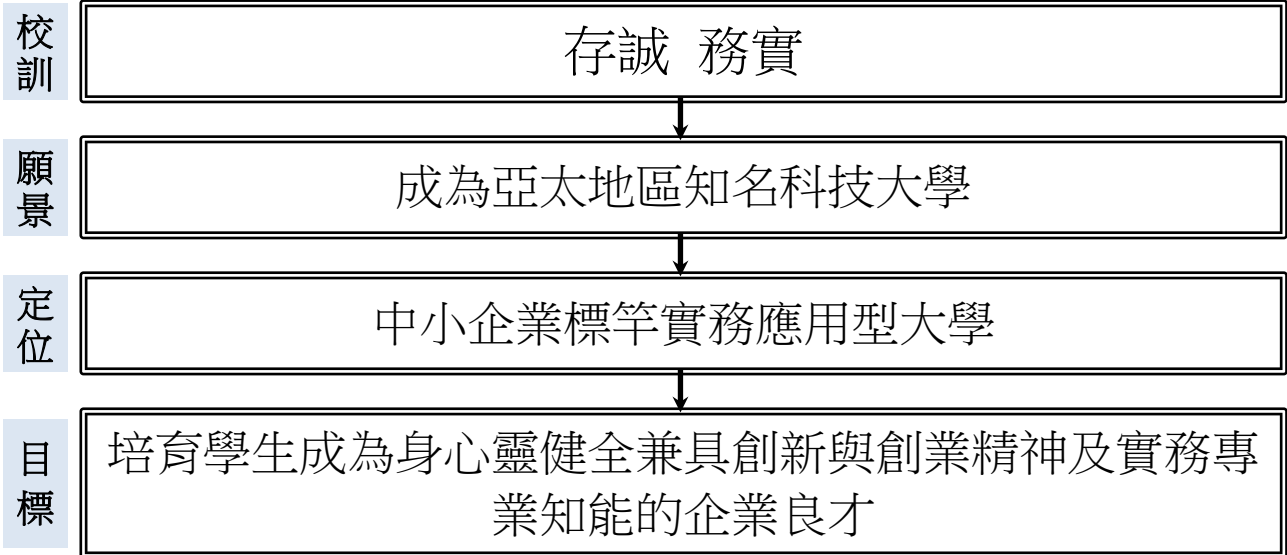 校訓
存誠 務實
願景
成為亞太地區知名科技大學
定位
中小企業標竿實務應用型大學
目標
培育學生成為身心靈健全兼具創新與創業精神及實務專
業知能的企業良才